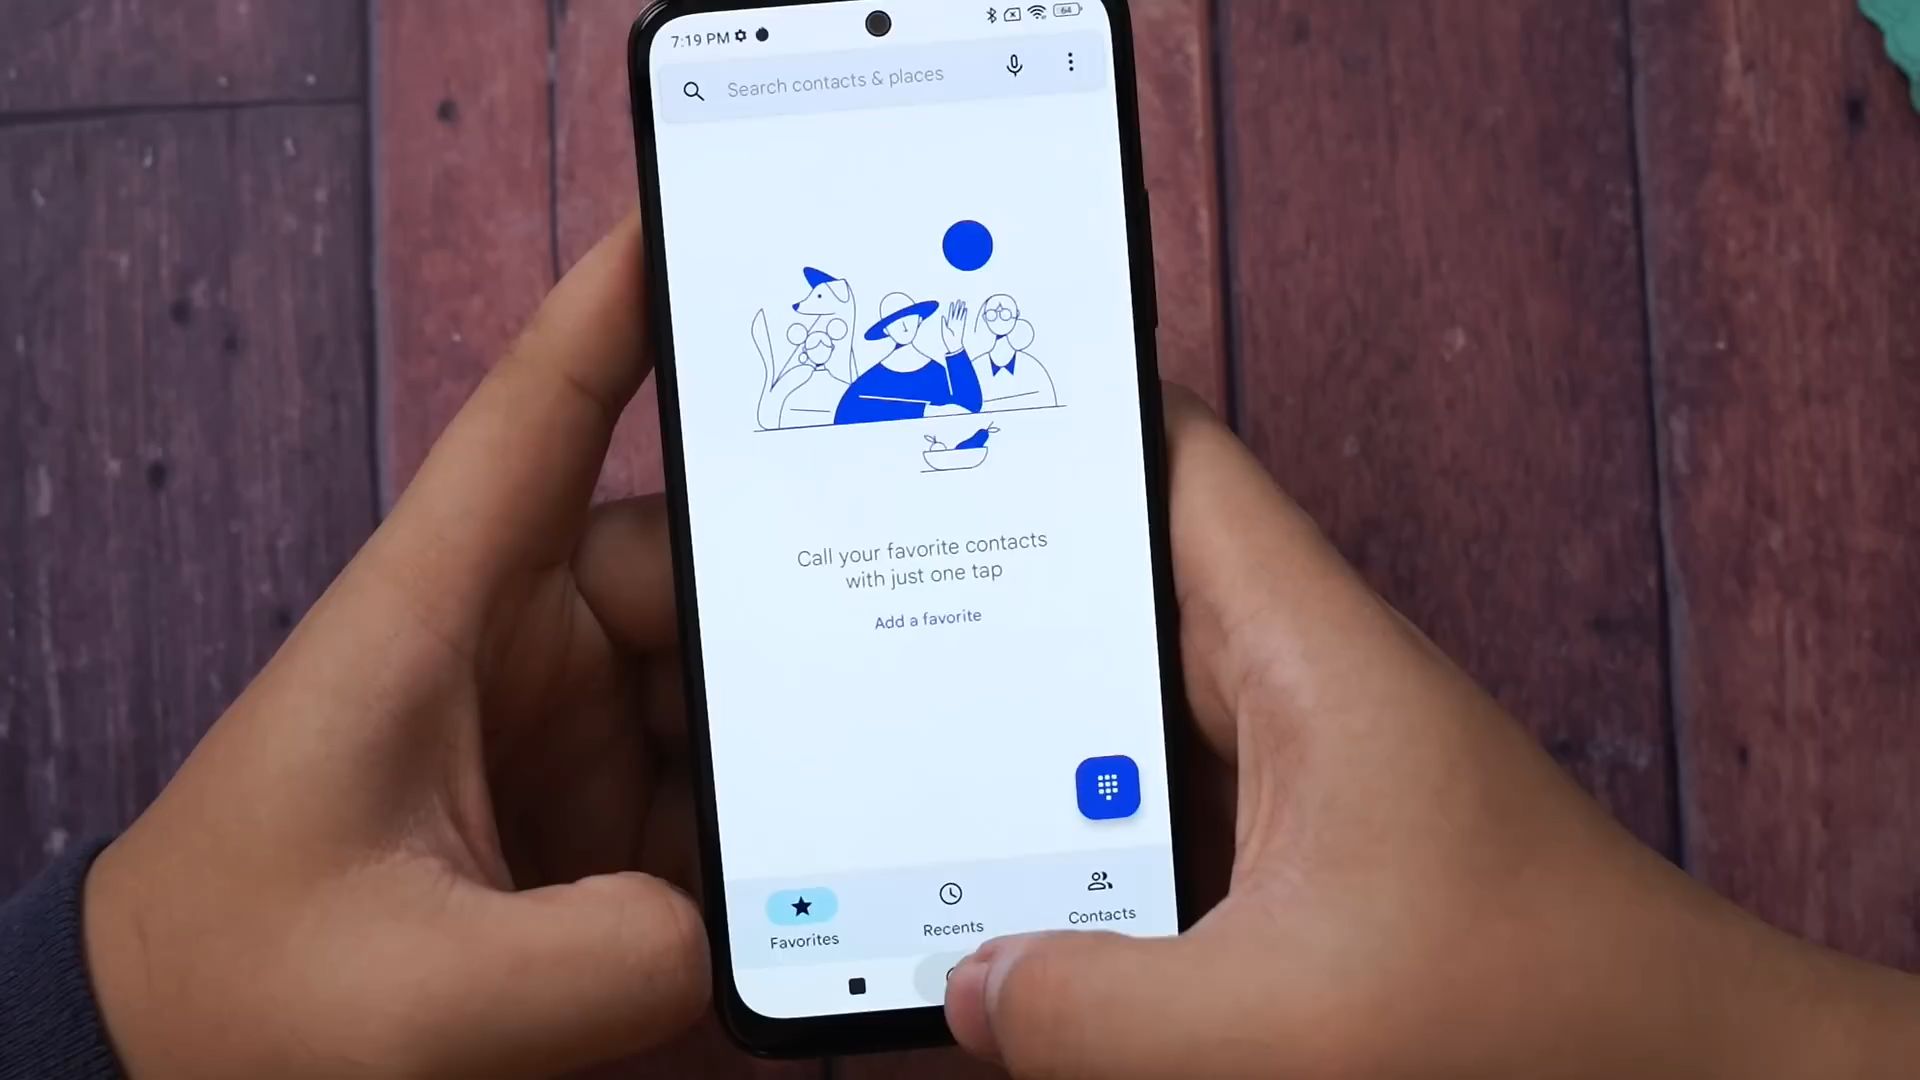 7:19 PM
64
Search contacts & places
Call your favorite contacts
with just one tap
Add a favorite
Favorites
Recents
Contacts